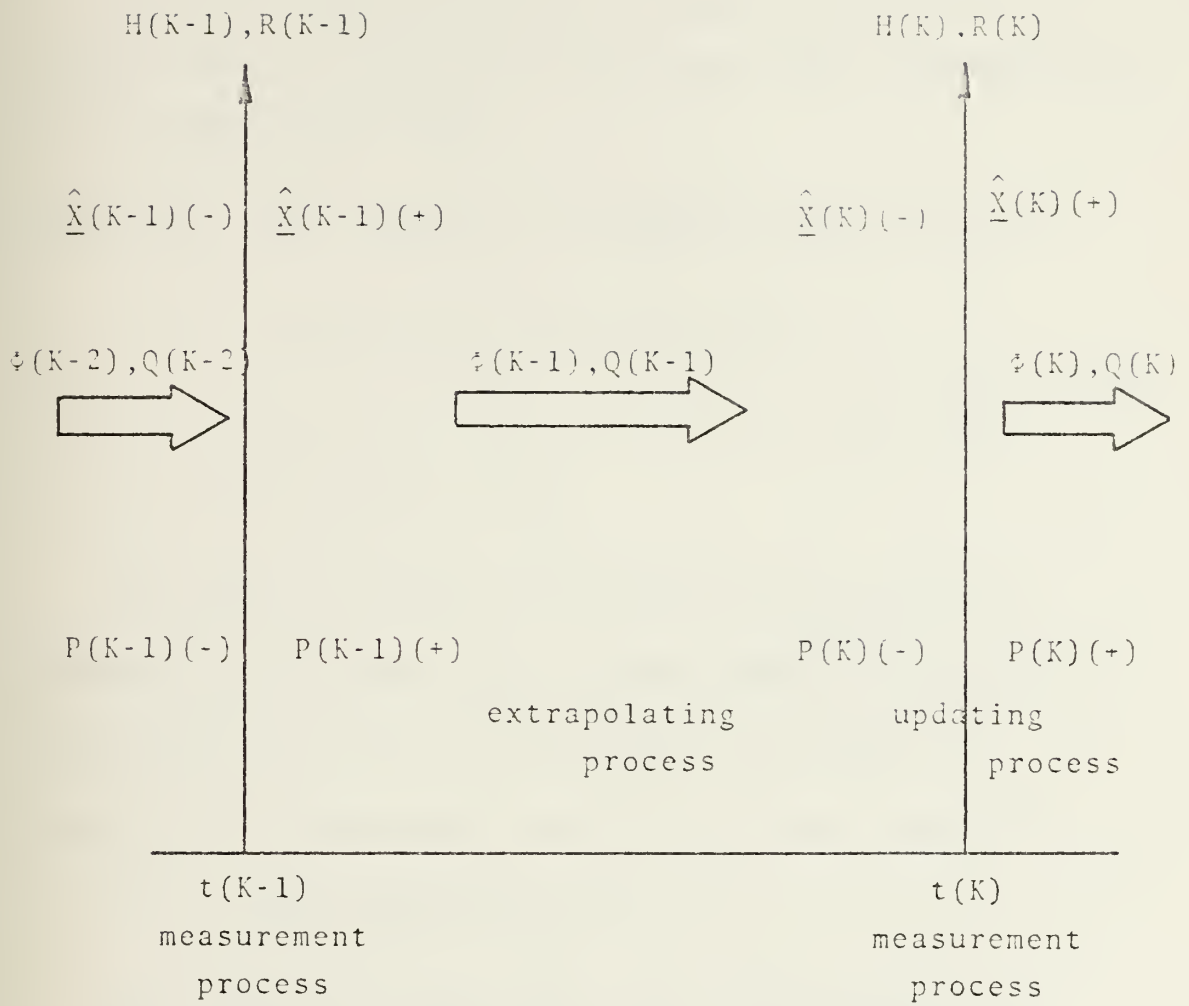 H(K-1),R(K-1) H(K),R(K)
X̲̂(K-1)(-) X̲̂(K-1)(+) X̲̂(K)(-) X̲̂(K)(+)
Φ(K-2),Q(K-2) Φ(K-1),Q(K-1) Φ(K),Q(K)
P(K-1)(-) P(K-1)(+) P(K)(-) P(K)(+)
extrapolating updating
process process
t(K-1) t(K)
measurement measurement
process process